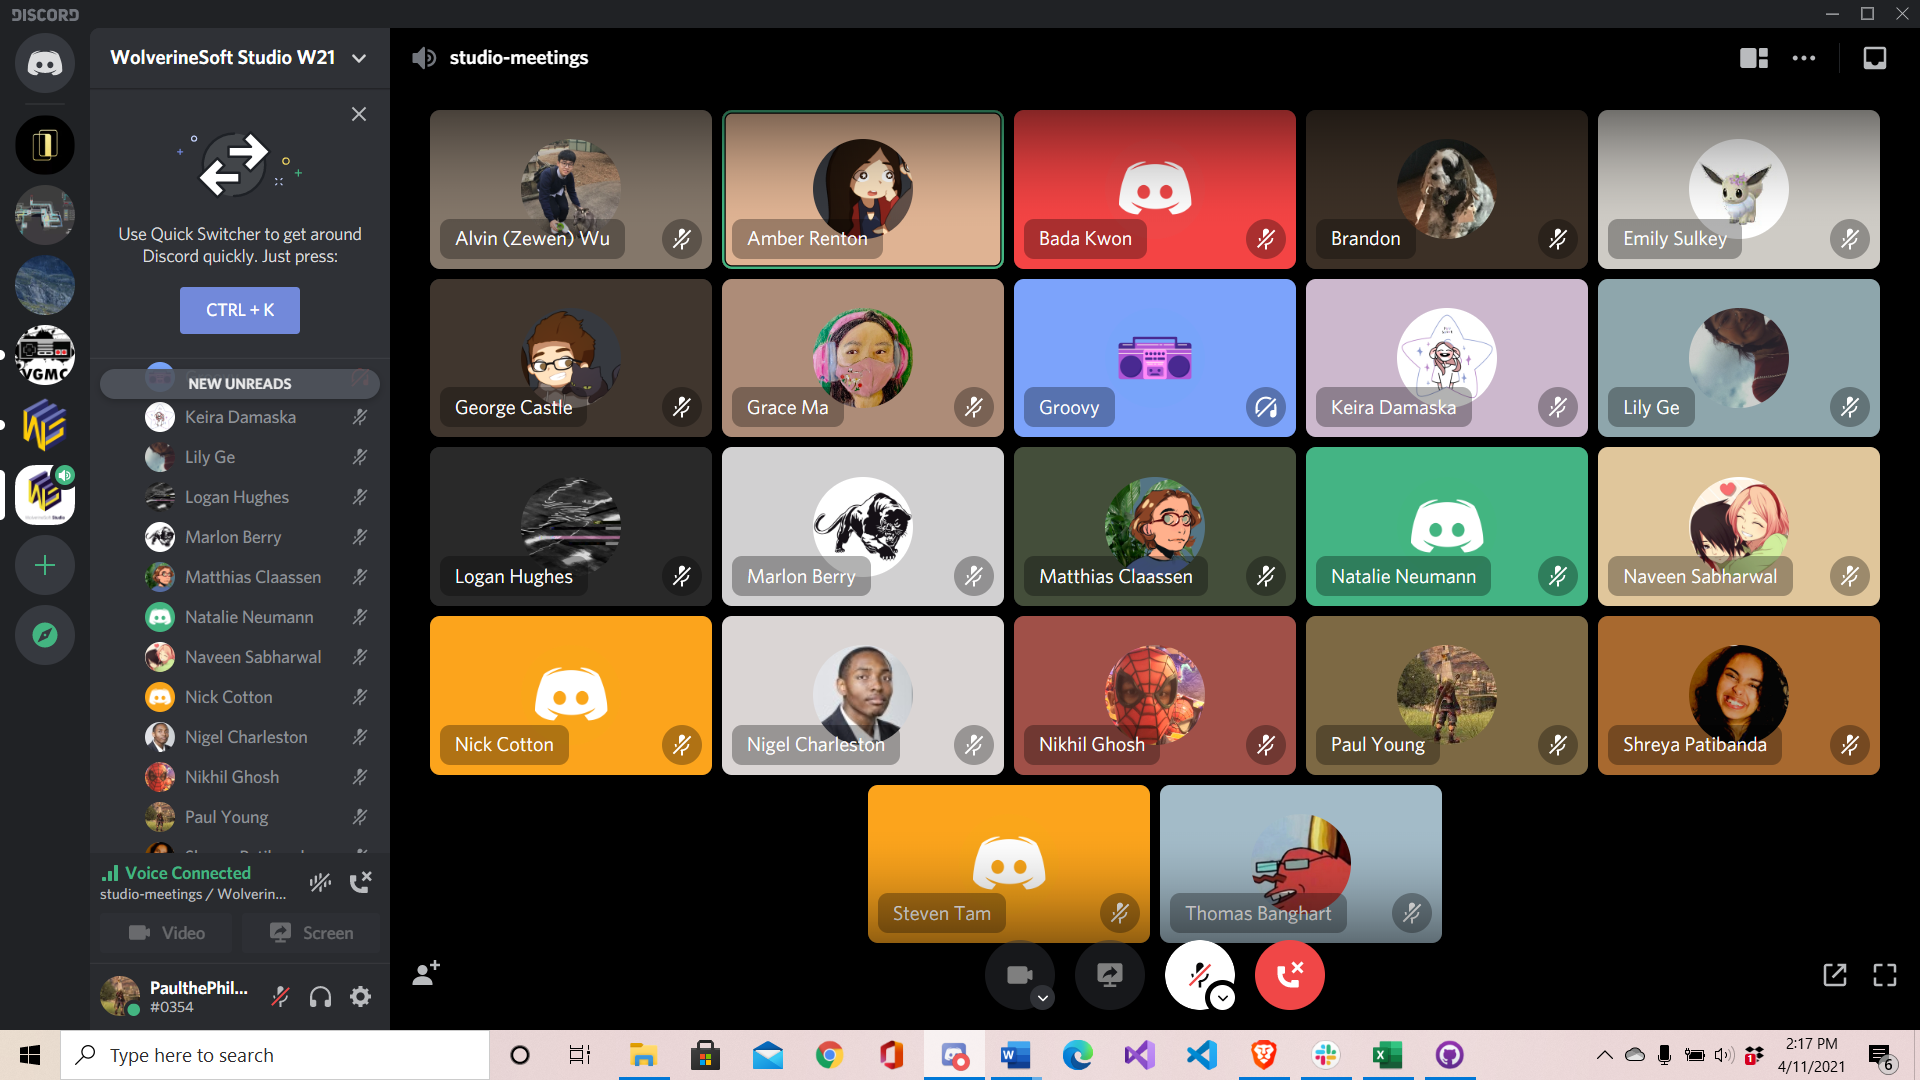 DISCORD
WolverineSoft Studio W21
studio-meetings
Use Quick Switcher to get around
Discord quickly. Just press:
CTRL + K
NEW UNREADS
Keira Damaska
Lily Ge
Logan Hughes
Marlon Berry
Matthias Claassen
Natalie Neumann
Naveen Sabharwal
Nick Cotton
Nigel Charleston
Nikhil Ghosh
Paul Young
Voice Connected
studio-meetings / Wolverin...
Video
Screen
PaulthePhil...
#0354
Alvin (Zewen) Wu
Amber Renton
Bada Kwon
Brandon
Emily Sulkey
George Castle
Grace Ma
Groovy
Keira Damaska
Lily Ge
Logan Hughes
Marlon Berry
Matthias Claassen
Natalie Neumann
Naveen Sabharwal
Nick Cotton
Nigel Charleston
Nikhil Ghosh
Paul Young
Shreya Patibanda
Steven Tam
Thomas Banghart
VGMC
Type here to search
2:17 PM
4/11/2021
6